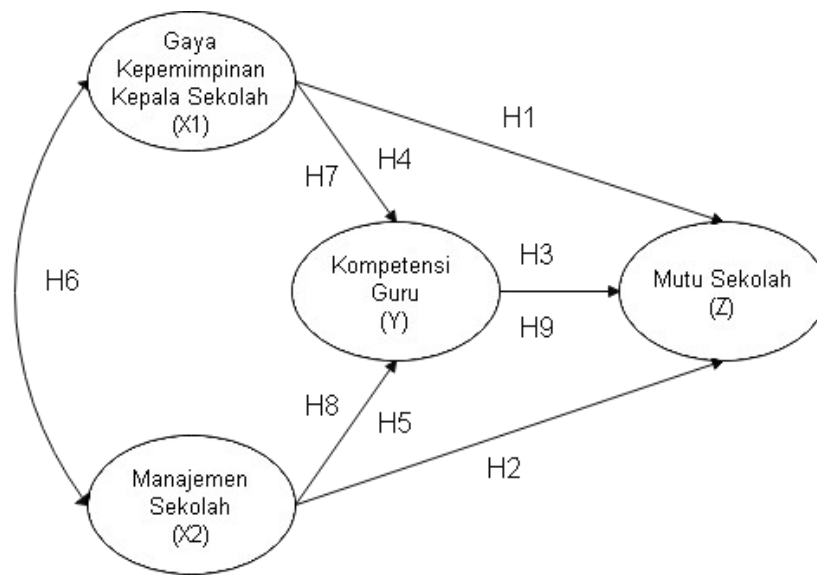 Gaya
Kepemimpinan
Kepala Sekolah
(X1)
H1
H4
H7
Kompetensi
Guru
(Y)
H3
H9
Mutu Sekolah
(Z)
H6
H8
H5
H2
Manajemen
Sekolah
(X2)